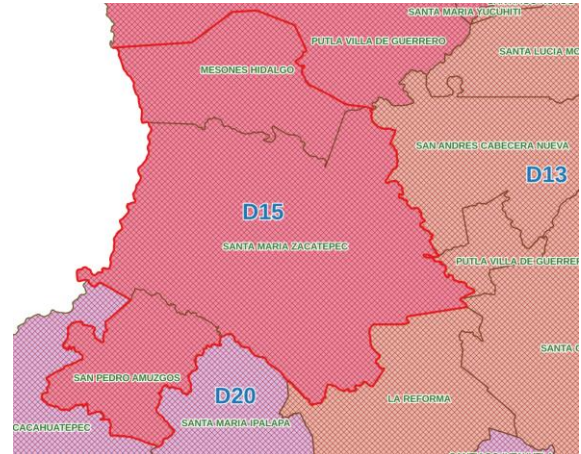 SANTA MARIA YUCUHITI
PUTLA VILLA DE GUERRERO
SANTA LUCIA MO
MESONES HIDALGO
SAN ANDRES CABECERA NUEVA
D13
D15
SANTA MARIA ZACATEPEC
PUTLA VILLA DE GUERRER
SANTA
SAN PEDRO AMUZGOS
D20
LA REFORMA
SANTA MARIA IPALAPA
CACAHUATEPEC